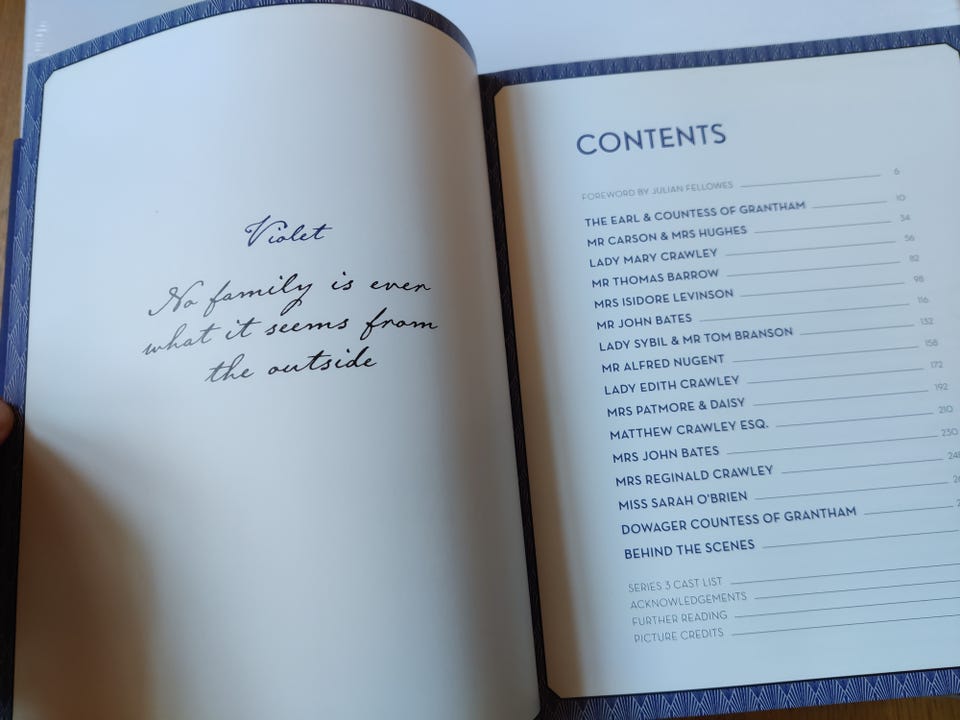 Violet
No family is ever
what it seems from
the outside
CONTENTS
FOREWORD BY JULIAN FELLOWES 6
THE EARL & COUNTESS OF GRANTHAM 10
MR CARSON & MRS HUGHES 34
LADY MARY CRAWLEY 56
MR THOMAS BARROW 82
MRS ISIDORE LEVINSON 98
MR JOHN BATES 116
LADY SYBIL & MR TOM BRANSON 132
MR ALFRED NUGENT 158
LADY EDITH CRAWLEY 172
MRS PATMORE & DAISY 192
MATTHEW CRAWLEY ESQ. 210
MRS JOHN BATES 230
MRS REGINALD CRAWLEY
MISS SARAH O'BRIEN
DOWAGER COUNTESS OF GRANTHAM
BEHIND THE SCENES
SERIES 3 CAST LIST
ACKNOWLEDGEMENTS
FURTHER READING
PICTURE CREDITS